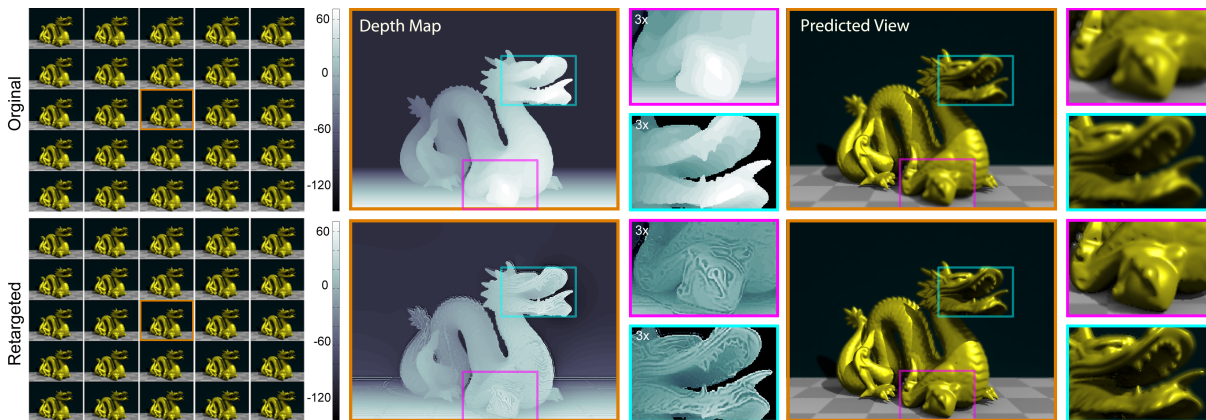 Orginal
60
0
-60
-120
Depth Map
3x
3x
Predicted View
Retargeted
60
0
-60
-120
3x
3x